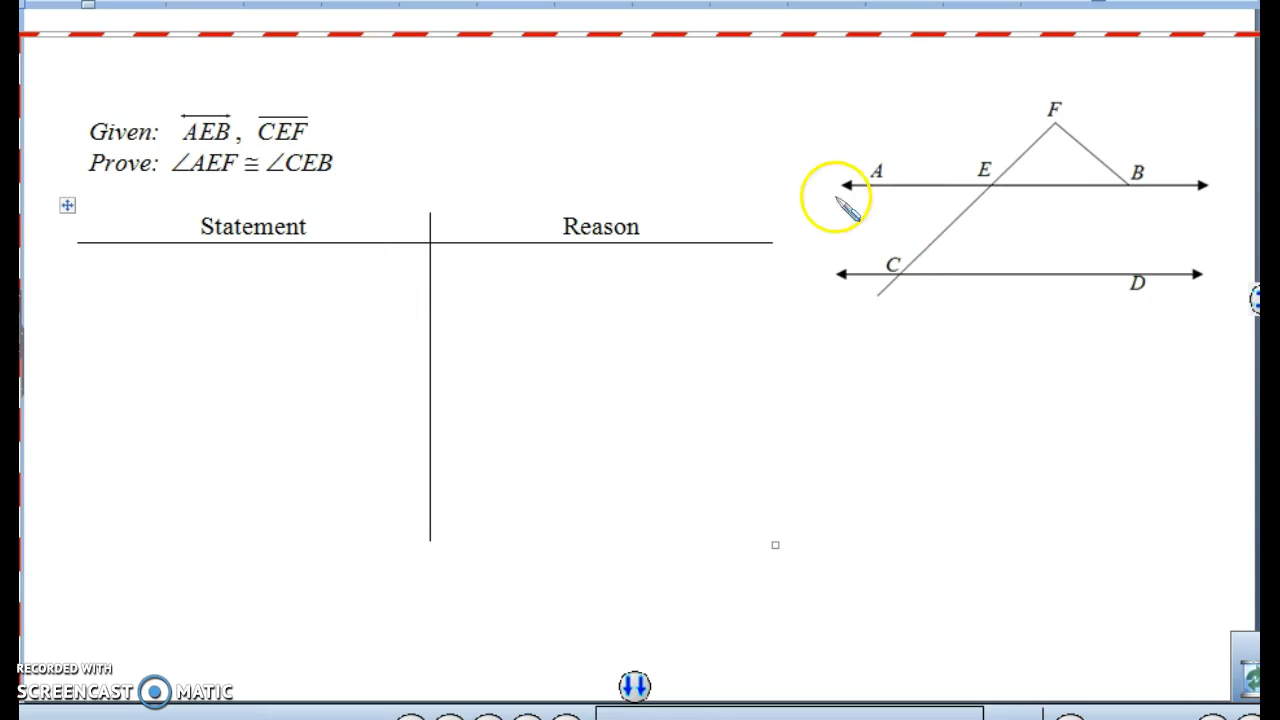 Given: AEB, CEF
Prove: ∠AEF ≅ ∠CEB
Statement Reason
F
A E B
C
D
RECORDED WITH
SCREENCAST MATIC